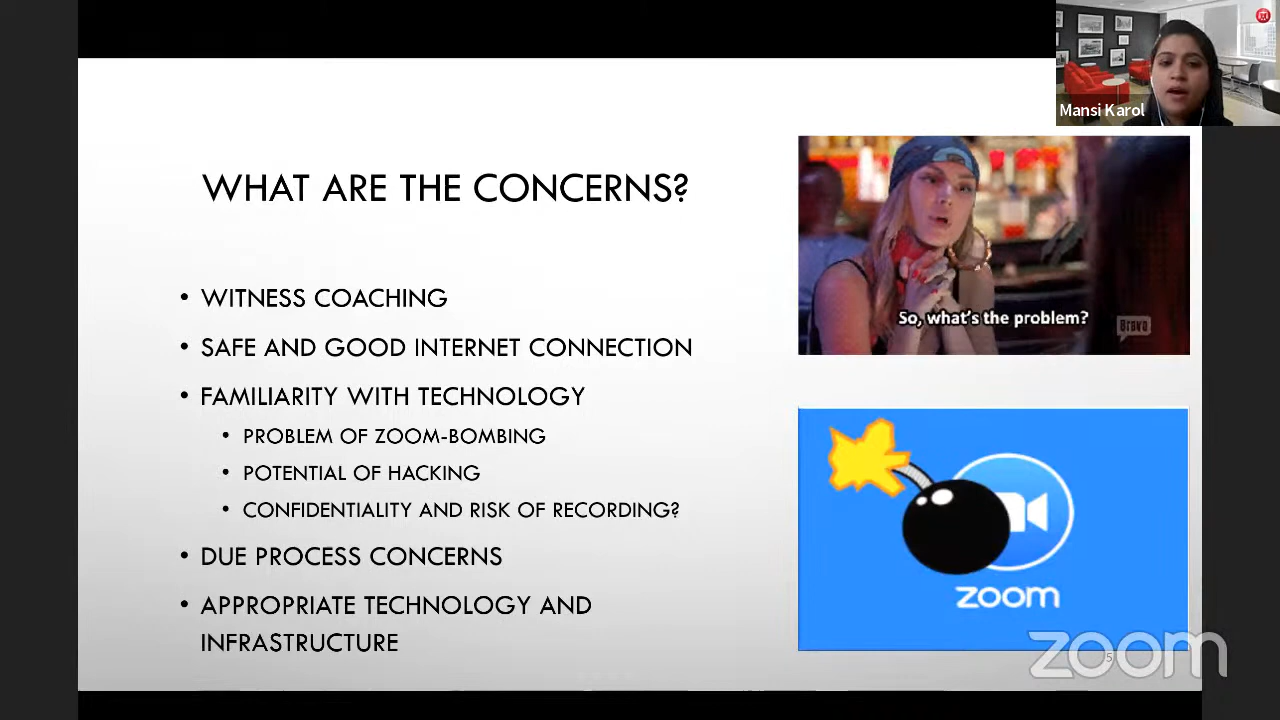 Mansi Karol
WHAT ARE THE CONCERNS?
So, what's the problem?
Bravo
• WITNESS COACHING
• SAFE AND GOOD INTERNET CONNECTION
• FAMILIARITY WITH TECHNOLOGY
• PROBLEM OF ZOOM-BOMBING
• POTENTIAL OF HACKING
• CONFIDENTIALITY AND RISK OF RECORDING?
• DUE PROCESS CONCERNS
• APPROPRIATE TECHNOLOGY AND
INFRASTRUCTURE
zoom
zoom
5